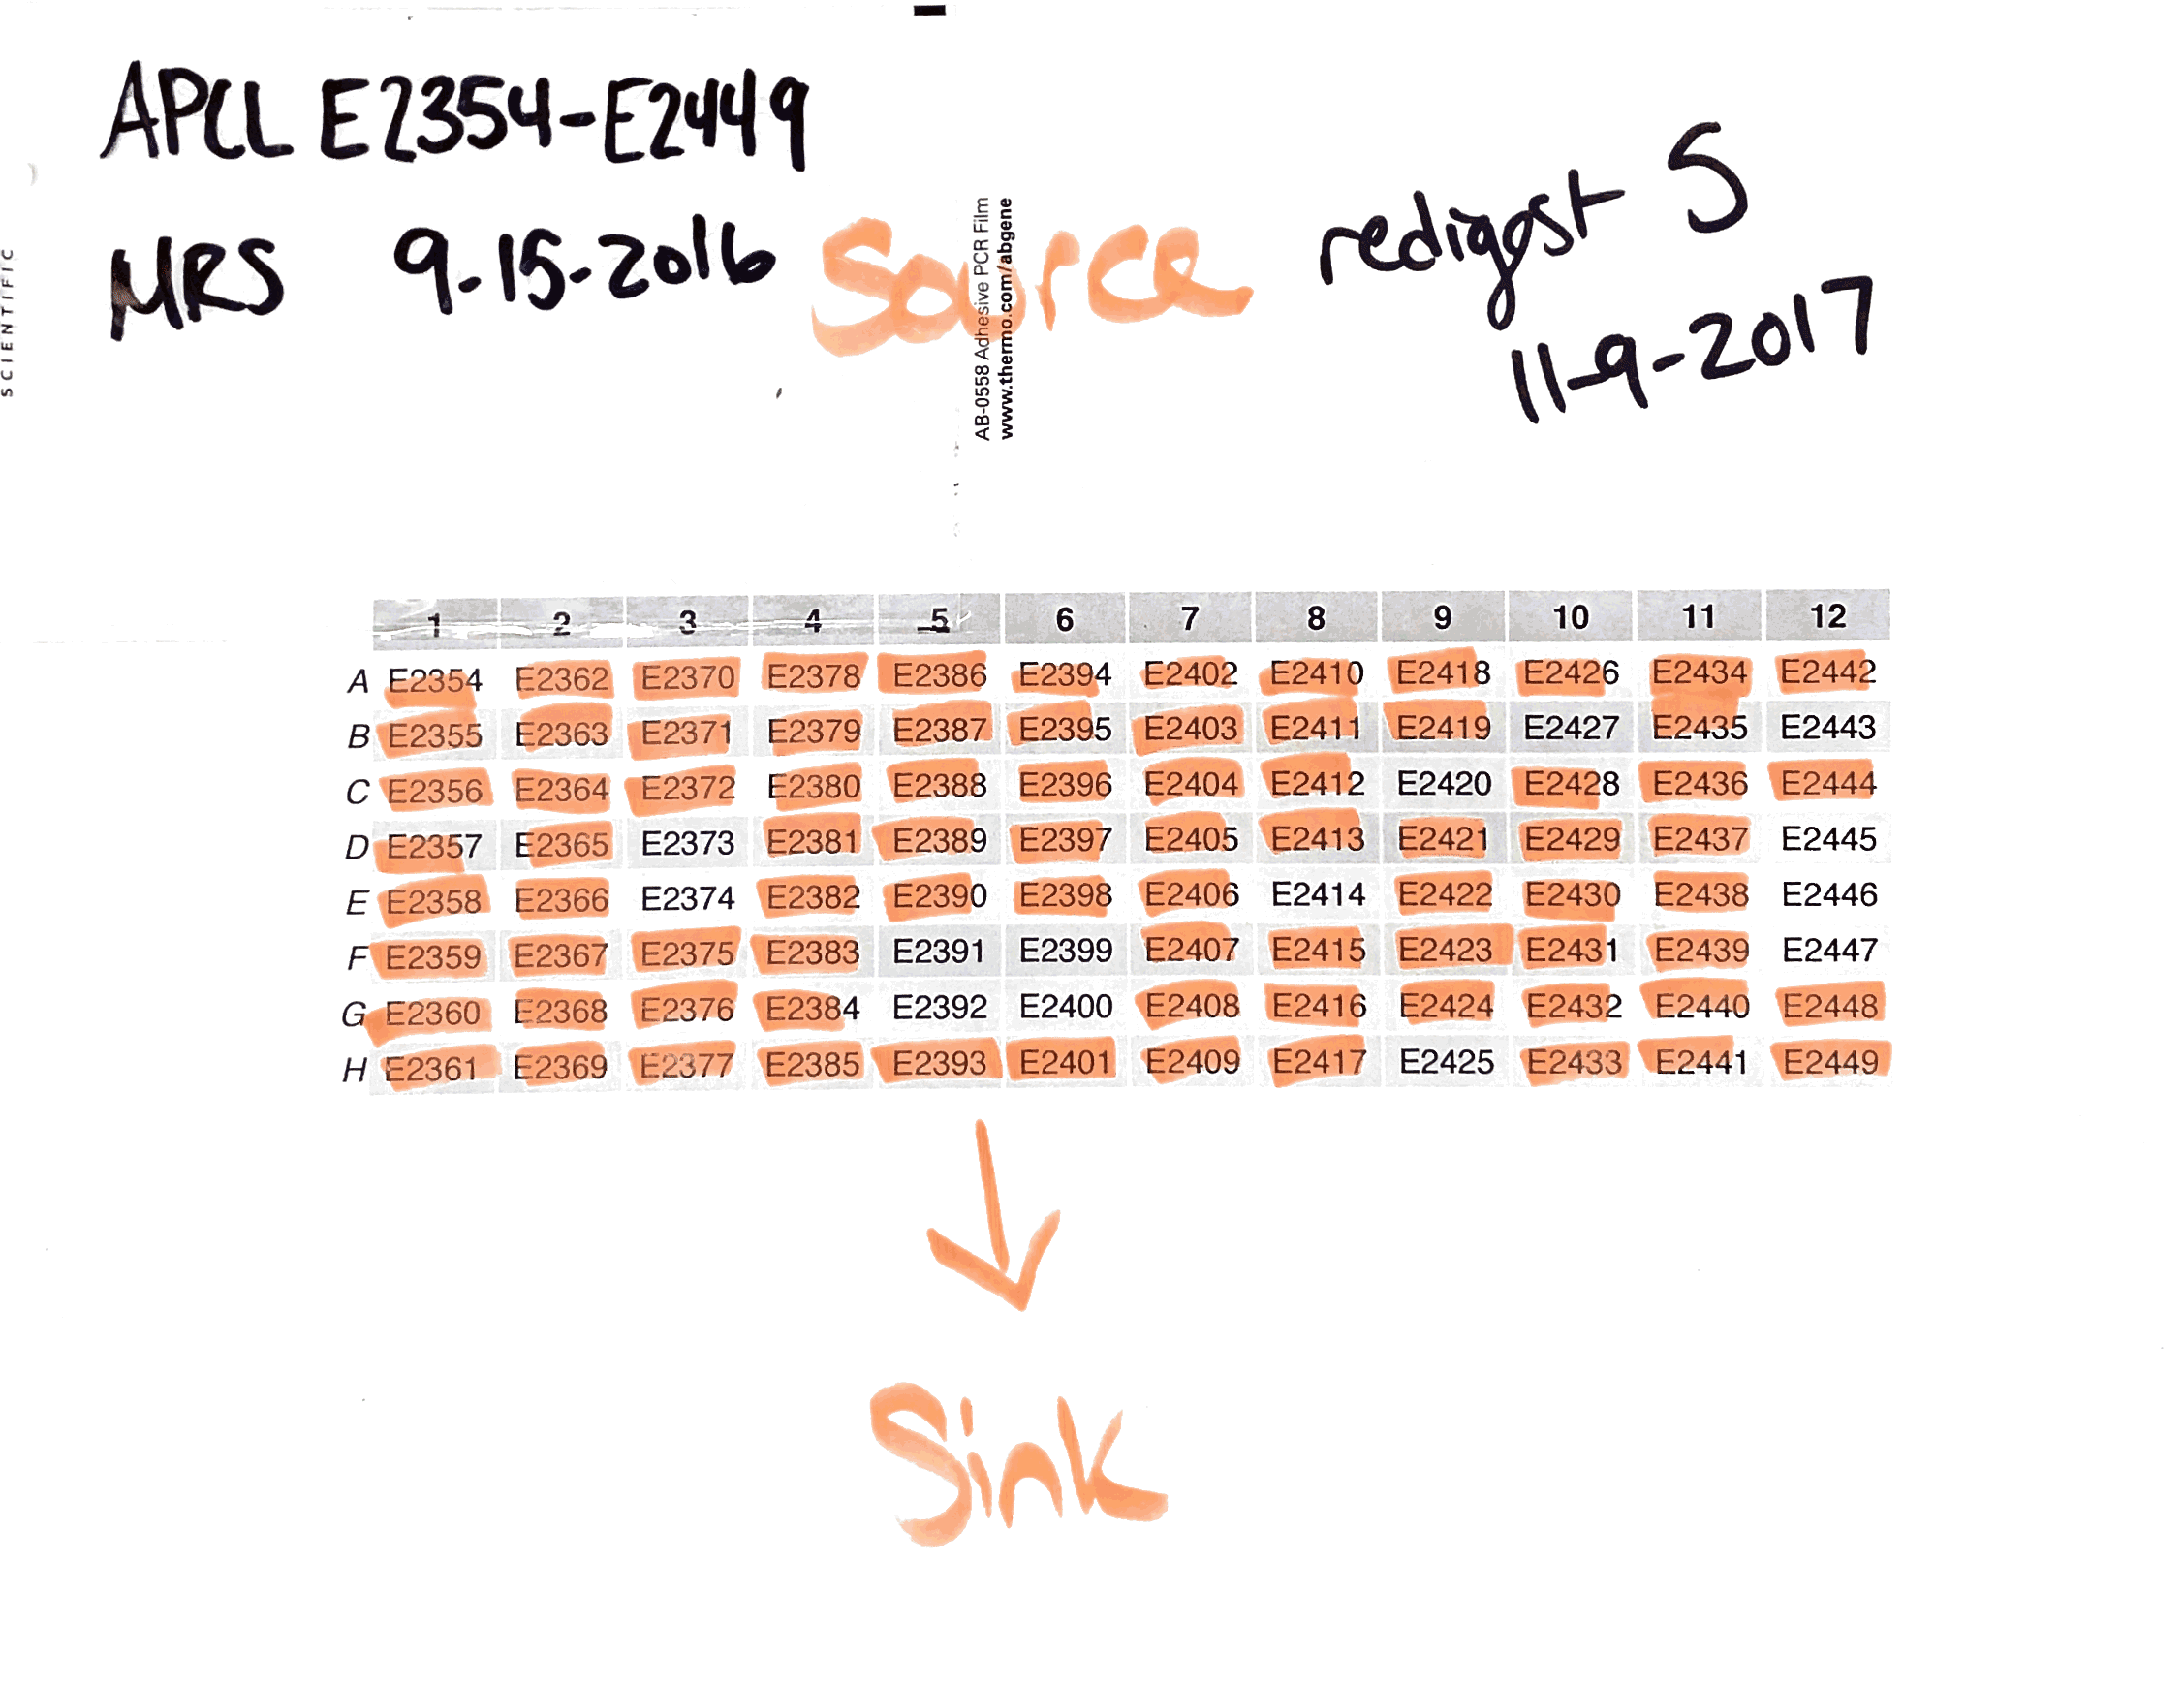 APCL E2354-E2449
MRS 9-15-2016 Source
redigest 5
11-9-2017
SCIENTIFIC
AB-0558 Adhesive PCR Film
www.thermo.com/abgene
1 2 3 4 5 6 7 8 9 10 11 12
A E2354 E2362 E2370 E2378 E2386 E2394 E2402 E2410 E2418 E2426 E2434 E2442
B E2355 E2363 E2371 E2379 E2387 E2395 E2403 E2411 E2419 E2427 E2435 E2443
C E2356 E2364 E2372 E2380 E2388 E2396 E2404 E2412 E2420 E2428 E2436 E2444
D E2357 E2365 E2373 E2381 E2389 E2397 E2405 E2413 E2421 E2429 E2437 E2445
E E2358 E2366 E2374 E2382 E2390 E2398 E2406 E2414 E2422 E2430 E2438 E2446
F E2359 E2367 E2375 E2383 E2391 E2399 E2407 E2415 E2423 E2431 E2439 E2447
G E2360 E2368 E2376 E2384 E2392 E2400 E2408 E2416 E2424 E2432 E2440 E2448
H E2361 E2369 E2377 E2385 E2393 E2401 E2409 E2417 E2425 E2433 E2441 E2449
Sink